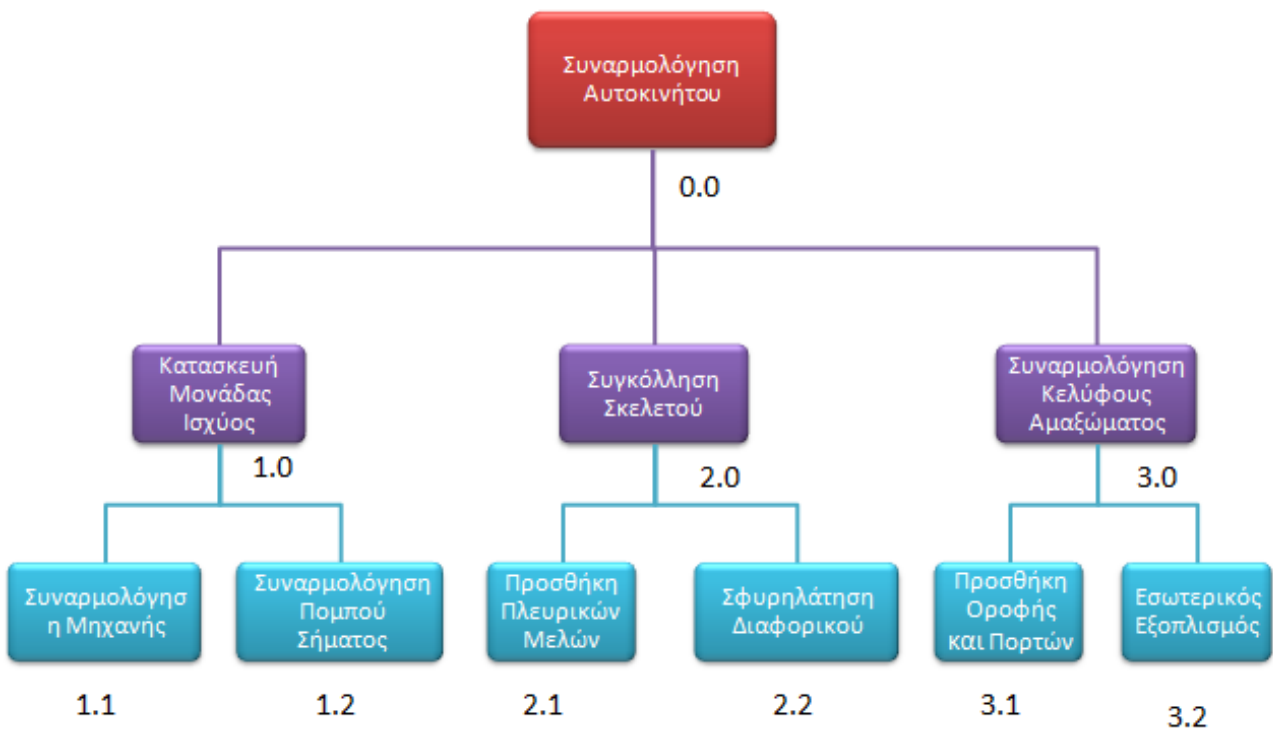 Συναρμολόγηση
Αυτοκινήτου
0.0
Κατασκευή
Μονάδας
Ισχύος
1.0
Συγκόλληση
Σκελετού
2.0
Συναρμολόγηση
Κελύφους
Αμαξώματος
3.0
Συναρμολόγησ
η Μηχανής
1.1
Συναρμολόγηση
Πομπού
Σήματος
1.2
Προσθήκη
Πλευρικών
Μελών
2.1
Σφυρηλάτηση
Διαφορικού
2.2
Προσθήκη
Οροφής
και Πορτών
3.1
Εσωτερικός
Εξοπλισμός
3.2